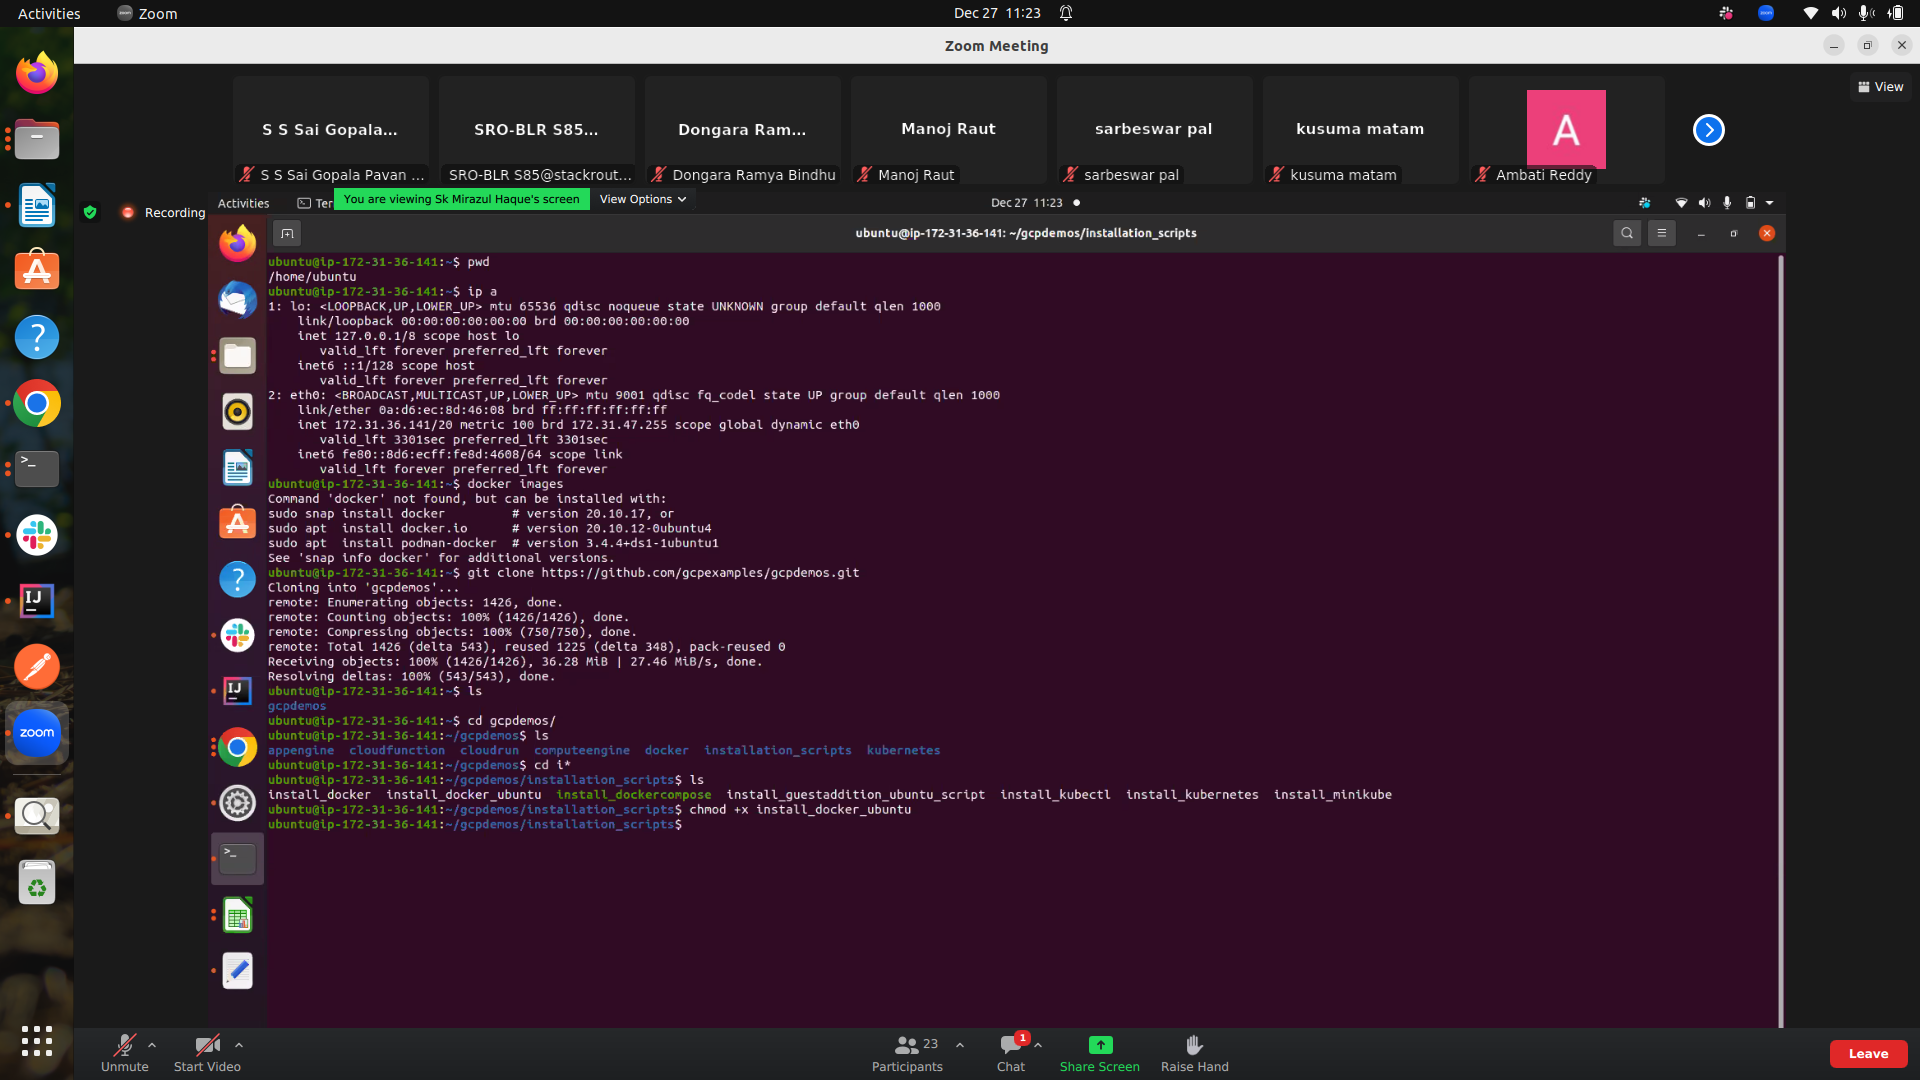 Activities
Zoom
Dec 27 11:23
Zoom Meeting
View
S S Sai Gopala...
S S Sai Gopala Pavan ...
SRO-BLR S85...
SRO-BLR S85@stackrout...
Dongara Ram...
Dongara Ramya Bindhu
Manoj Raut
Manoj Raut
sarbeswar pal
sarbeswar pal
kusuma matam
kusuma matam
A
Ambati Reddy
Recording
Activities
Ter
You are viewing Sk Mirazul Haque's screen
View Options
Dec 27 11:23
ubuntu@ip-172-31-36-141: ~/gcpdemos/installation_scripts
ubuntu@ip-172-31-36-141:~$ pwd
/home/ubuntu
ubuntu@ip-172-31-36-141:~$ ip a
1: lo: <LOOPBACK,UP,LOWER_UP> mtu 65536 qdisc noqueue state UNKNOWN group default qlen 1000
link/loopback 00:00:00:00:00:00 brd 00:00:00:00:00:00
inet 127.0.0.1/8 scope host lo
valid_lft forever preferred_lft forever
inet6 ::1/128 scope host
valid_lft forever preferred_lft forever
2: eth0: <BROADCAST,MULTICAST,UP,LOWER_UP> mtu 9001 qdisc fq_codel state UP group default qlen 1000
link/ether 0a:d6:ec:8d:46:08 brd ff:ff:ff:ff:ff:ff
inet 172.31.36.141/20 metric 100 brd 172.31.47.255 scope global dynamic eth0
valid_lft 3301sec preferred_lft 3301sec
inet6 fe80::8d6:ecff:fe8d:4608/64 scope link
valid_lft forever preferred_lft forever
ubuntu@ip-172-31-36-141:~$ docker images
Command 'docker' not found, but can be installed with:
sudo snap install docker         # version 20.10.17, or
sudo apt  install docker.io      # version 20.10.12-0ubuntu4
sudo apt  install podman-docker  # version 3.4.4+ds1-1ubuntu1
See 'snap info docker' for additional versions.
ubuntu@ip-172-31-36-141:~$ git clone https://github.com/gcpexamples/gcpdemos.git
Cloning into 'gcpdemos'...
remote: Enumerating objects: 1426, done.
remote: Counting objects: 100% (1426/1426), done.
remote: Compressing objects: 100% (750/750), done.
remote: Total 1426 (delta 543), reused 1225 (delta 348), pack-reused 0
Receiving objects: 100% (1426/1426), 36.28 MiB | 27.46 MiB/s, done.
Resolving deltas: 100% (543/543), done.
ubuntu@ip-172-31-36-141:~$ ls
gcpdemos
ubuntu@ip-172-31-36-141:~$ cd gcpdemos/
ubuntu@ip-172-31-36-141:~/gcpdemos$ ls
appengine  cloudfunction  cloudrun  computeengine  docker  installation_scripts  kubernetes
ubuntu@ip-172-31-36-141:~/gcpdemos$ cd i*
ubuntu@ip-172-31-36-141:~/gcpdemos/installation_scripts$ ls
install_docker  install_docker_ubuntu  install_dockercompose  install_guestaddition_ubuntu_script  install_kubectl  install_kubernetes  install_minikube
ubuntu@ip-172-31-36-141:~/gcpdemos/installation_scripts$ chmod +x install_docker_ubuntu
ubuntu@ip-172-31-36-141:~/gcpdemos/installation_scripts$
zoom
Unmute
Start Video
23
Participants
1
Chat
Share Screen
Raise Hand
Leave